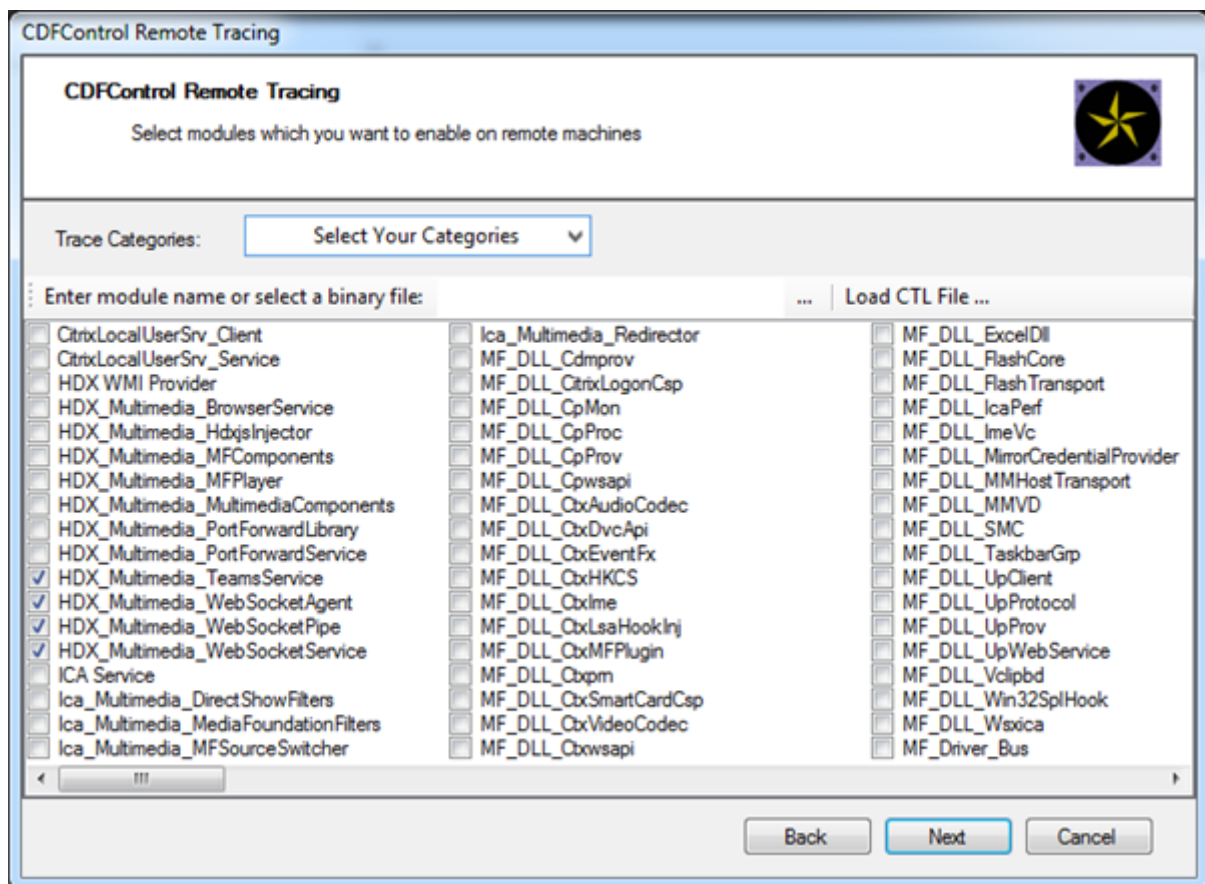 CDFControl Remote Tracing
CDFControl Remote Tracing
Select modules which you want to enable on remote machines
Trace Categories: Select Your Categories
Enter module name or select a binary file: ... Load CTL File ...
CitrixLocalUserSrv_Client Ica_Multimedia_Redirector MF_DLL_ExcelDll
CitrixLocalUserSrv_Service MF_DLL_Cdmprov MF_DLL_FlashCore
HDX WMI Provider MF_DLL_CitrixLogonCsp MF_DLL_FlashTransport
HDX_Multimedia_BrowserService MF_DLL_CpMon MF_DLL_IcaPerf
HDX_Multimedia_HdxjsInjector MF_DLL_CpProc MF_DLL_ImeVc
HDX_Multimedia_MFComponents MF_DLL_CpProv MF_DLL_MirrorCredentialProvider
HDX_Multimedia_MFPlayer MF_DLL_Cpwsapi MF_DLL_MMHostTransport
HDX_Multimedia_MultimediaComponents MF_DLL_CtxAudioCodec MF_DLL_MMVD
HDX_Multimedia_PortForwardLibrary MF_DLL_CtxDvcApi MF_DLL_SMC
HDX_Multimedia_PortForwardService MF_DLL_CtxEventFx MF_DLL_TaskbarGrp
HDX_Multimedia_TeamsService MF_DLL_CtxHKCS MF_DLL_UpClient
HDX_Multimedia_WebSocketAgent MF_DLL_CtxIme MF_DLL_UpProtocol
HDX_Multimedia_WebSocketPipe MF_DLL_CtxLsaHookInj MF_DLL_UpProv
HDX_Multimedia_WebSocketService MF_DLL_CtxMFPlugin MF_DLL_UpWebService
ICA Service MF_DLL_Ctxpm MF_DLL_Vclipbd
Ica_Multimedia_DirectShowFilters MF_DLL_CtxSmartCardCsp MF_DLL_Win32SplHook
Ica_Multimedia_MediaFoundationFilters MF_DLL_CtxVideoCodec MF_DLL_Wsxica
Ica_Multimedia_MFSourceSwitcher MF_DLL_Ctxwsapi MF_Driver_Bus
Back Next Cancel